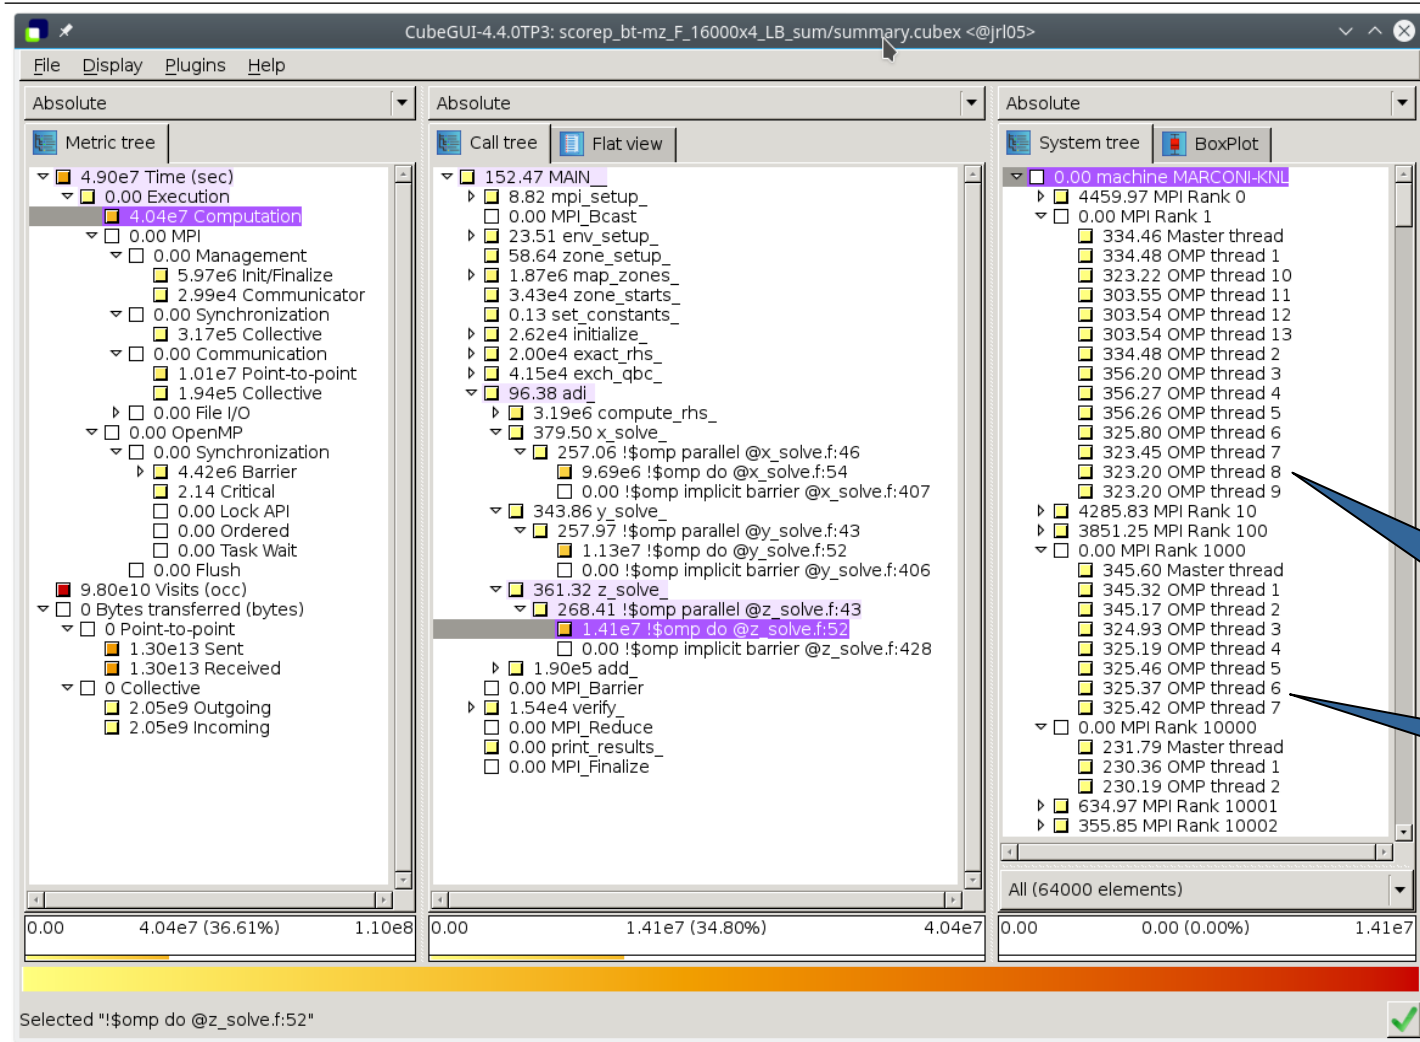 CubeGUI-4.4.0TP3: scorep_bt-mz_F_16000x4_LB_sum/summary.cubex <@jrl05>
File Display Plugins Help
Absolute
Metric tree
4.90e7 Time (sec)
0.00 Execution
4.04e7 Computation
0.00 MPI
0.00 Management
5.97e6 Init/Finalize
2.99e4 Communicator
0.00 Synchronization
3.17e5 Collective
0.00 Communication
1.01e7 Point-to-point
1.94e5 Collective
0.00 File I/O
0.00 OpenMP
0.00 Synchronization
4.42e6 Barrier
2.14 Critical
0.00 Lock API
0.00 Ordered
0.00 Task Wait
0.00 Flush
9.80e10 Visits (occ)
0 Bytes transferred (bytes)
0 Point-to-point
1.30e13 Sent
1.30e13 Received
0 Collective
2.05e9 Outgoing
2.05e9 Incoming
0.00 4.04e7 (36.61%) 1.10e8
Absolute
Call tree Flat view
152.47 MAIN__
8.82 mpi_setup_
0.00 MPI_Bcast
23.51 env_setup_
58.64 zone_setup_
1.87e6 map_zones_
3.43e4 zone_starts_
0.13 set_constants_
2.62e4 initialize_
2.00e4 exact_rhs_
4.15e4 exch_qbc_
96.38 adi_
3.19e6 compute_rhs_
379.50 x_solve_
257.06 !$omp parallel @x_solve.f:46
9.69e6 !$omp do @x_solve.f:54
0.00 !$omp implicit barrier @x_solve.f:407
343.86 y_solve_
257.97 !$omp parallel @y_solve.f:43
1.13e7 !$omp do @y_solve.f:52
0.00 !$omp implicit barrier @y_solve.f:406
361.32 z_solve_
268.41 !$omp parallel @z_solve.f:43
1.41e7 !$omp do @z_solve.f:52
0.00 !$omp implicit barrier @z_solve.f:428
1.90e5 add_
0.00 MPI_Barrier
1.54e4 verify_
0.00 MPI_Reduce
0.00 print_results_
0.00 MPI_Finalize
0.00 1.41e7 (34.80%) 4.04e7
Absolute
System tree BoxPlot
0.00 machine MARCONI-KNL
4459.97 MPI Rank 0
0.00 MPI Rank 1
334.46 Master thread
334.48 OMP thread 1
323.22 OMP thread 10
303.55 OMP thread 11
303.54 OMP thread 12
303.54 OMP thread 13
334.48 OMP thread 2
356.20 OMP thread 3
356.27 OMP thread 4
356.26 OMP thread 5
325.80 OMP thread 6
323.45 OMP thread 7
323.20 OMP thread 8
323.20 OMP thread 9
4285.83 MPI Rank 10
3851.25 MPI Rank 100
0.00 MPI Rank 1000
345.60 Master thread
345.32 OMP thread 1
345.17 OMP thread 2
324.93 OMP thread 3
325.19 OMP thread 4
325.46 OMP thread 5
325.37 OMP thread 6
325.42 OMP thread 7
0.00 MPI Rank 10000
231.79 Master thread
230.36 OMP thread 1
230.19 OMP thread 2
634.97 MPI Rank 10001
355.85 MPI Rank 10002
All (64000 elements)
0.00 0.00 (0.00%) 1.41e7
Selected "!$omp do @z_solve.f:52"